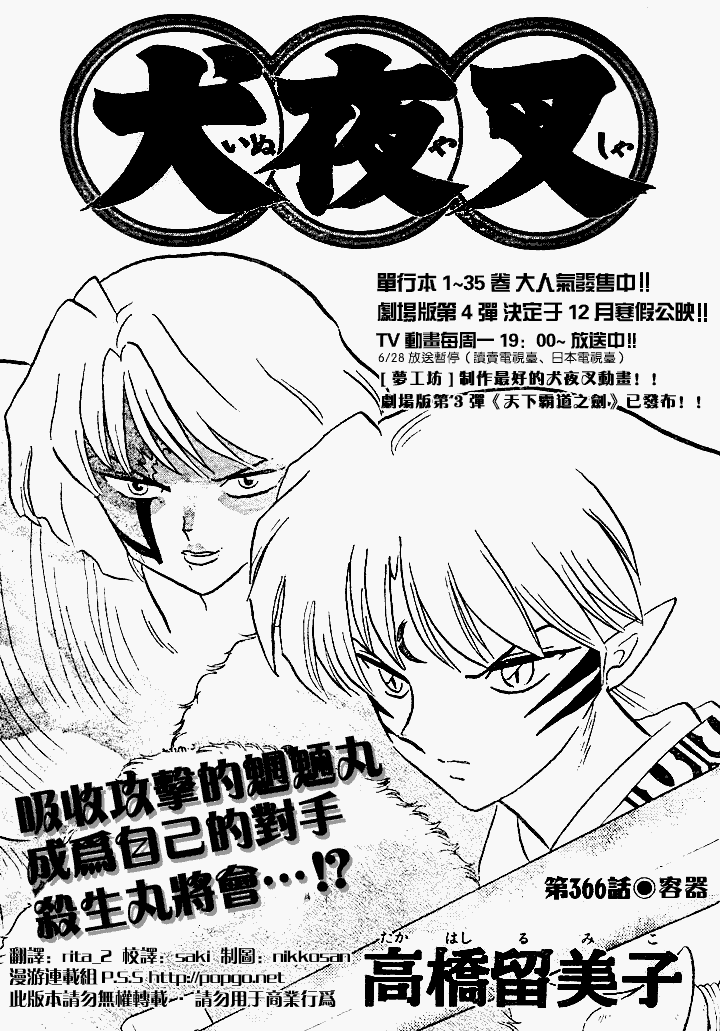 犬夜叉
いぬ や しゃ
單行本 1~35 卷 大人氣發售中!!
劇場版第 4 彈 決定于 12 月寒假公映!!
TV 動畫每周一 19：00~ 放送中!!
6/28 放送暫停（讀賣電視臺、日本電視臺）
[ 夢工坊 ] 制作最好的犬夜叉動畫！！
劇場版第 3 彈《天下霸道之劍》已發布！！
吸收攻擊的魍魎丸
成爲自己的對手
殺生丸將會…!?
第366話◉容器
たか はし る み こ
高橋留美子
翻譯：rita_2 校譯：saki 制圖：nikkosan
漫游連載組 P.S.S http://popgo.net
此版本請勿無權轉載… 請勿用于商業行爲